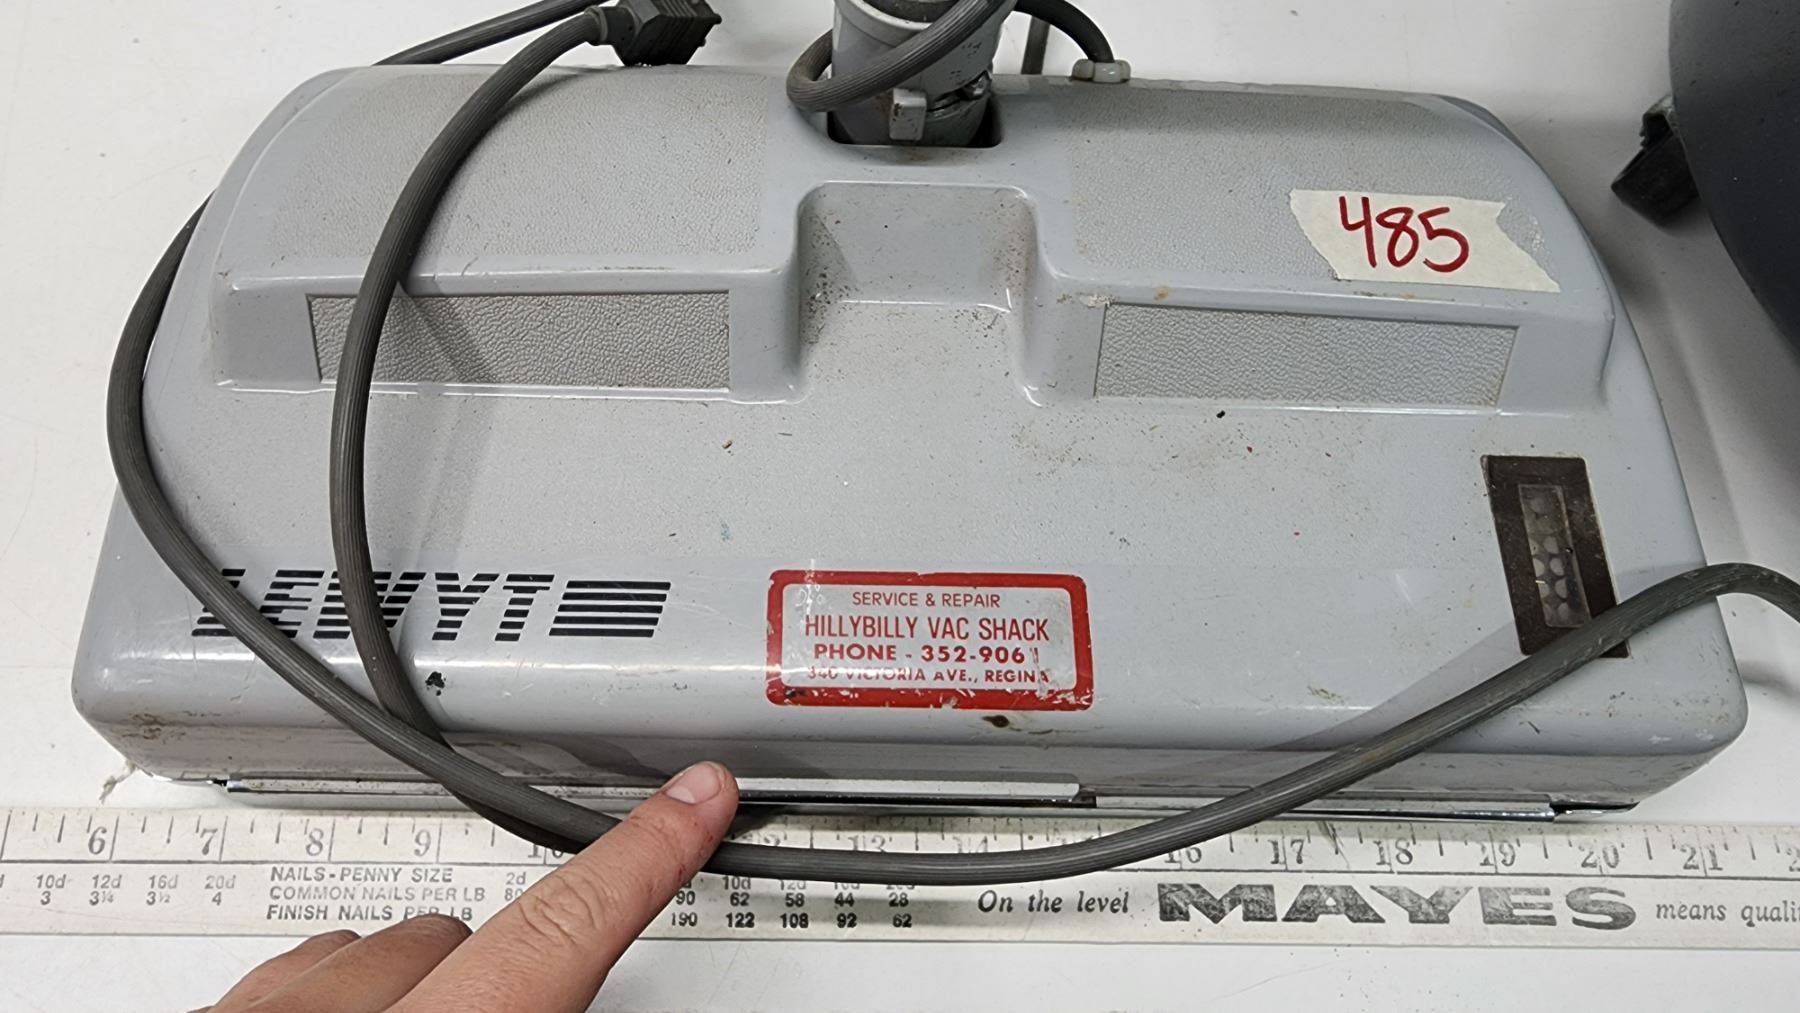 485
LEWYT
SERVICE & REPAIR
HILLYBILLY VAC SHACK
PHONE - 352-9061
340 VICTORIA AVE., REGINA
6 7 8 9 10 13 14 16 17 18 19 20 21
10d 12d 16d 20d
3 3¼ 3½ 4
NAILS - PENNY SIZE 2d
COMMON NAILS PER LB
FINISH NAILS PER LB
10d 12d
90 62 58 44 28
190 122 108 92 62
On the level MAYES means